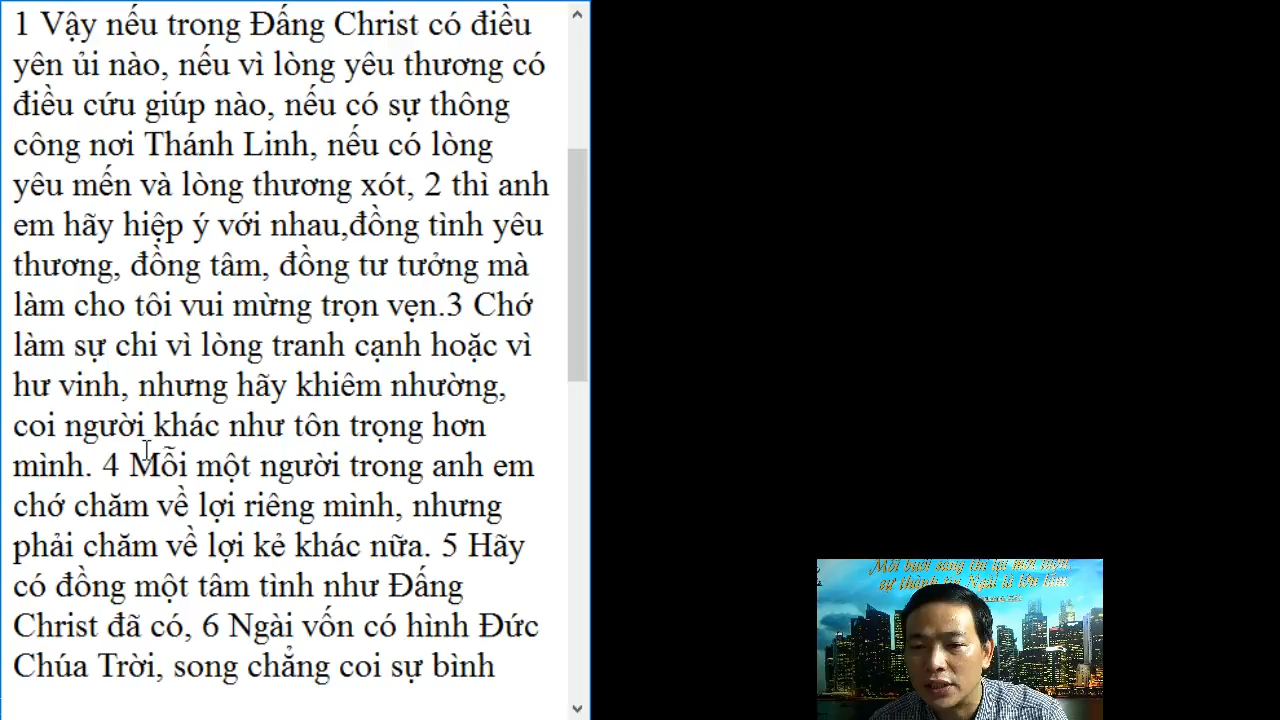 1 Vậy nếu trong Đấng Christ có điều
yên ủi nào, nếu vì lòng yêu thương có
điều cứu giúp nào, nếu có sự thông
công nơi Thánh Linh, nếu có lòng
yêu mến và lòng thương xót, 2 thì anh
em hãy hiệp ý với nhau,đồng tình yêu
thương, đồng tâm, đồng tư tưởng mà
làm cho tôi vui mừng trọn vẹn.3 Chớ
làm sự chi vì lòng tranh cạnh hoặc vì
hư vinh, nhưng hãy khiêm nhường,
coi người khác như tôn trọng hơn
mình. 4 Mỗi một người trong anh em
chớ chăm về lợi riêng mình, nhưng
phải chăm về lợi kẻ khác nữa. 5 Hãy
có đồng một tâm tình như Đấng
Christ đã có, 6 Ngài vốn có hình Đức
Chúa Trời, song chẳng coi sự bình
sự thành tín Ngài là lớn lắm.